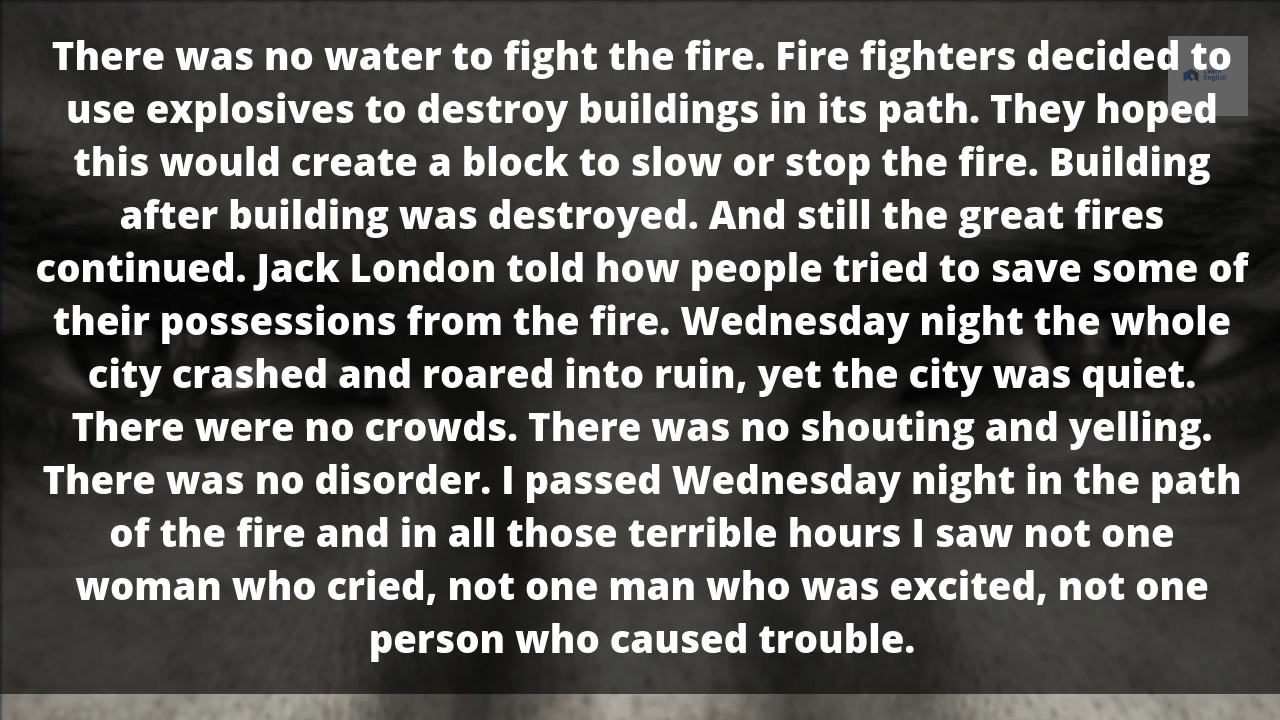 There was no water to fight the fire. Fire fighters decided to
use explosives to destroy buildings in its path. They hoped
this would create a block to slow or stop the fire. Building
after building was destroyed. And still the great fires
continued. Jack London told how people tried to save some of
their possessions from the fire. Wednesday night the whole
city crashed and roared into ruin, yet the city was quiet.
There were no crowds. There was no shouting and yelling.
There was no disorder. I passed Wednesday night in the path
of the fire and in all those terrible hours I saw not one
woman who cried, not one man who was excited, not one
person who caused trouble.
Learn
English